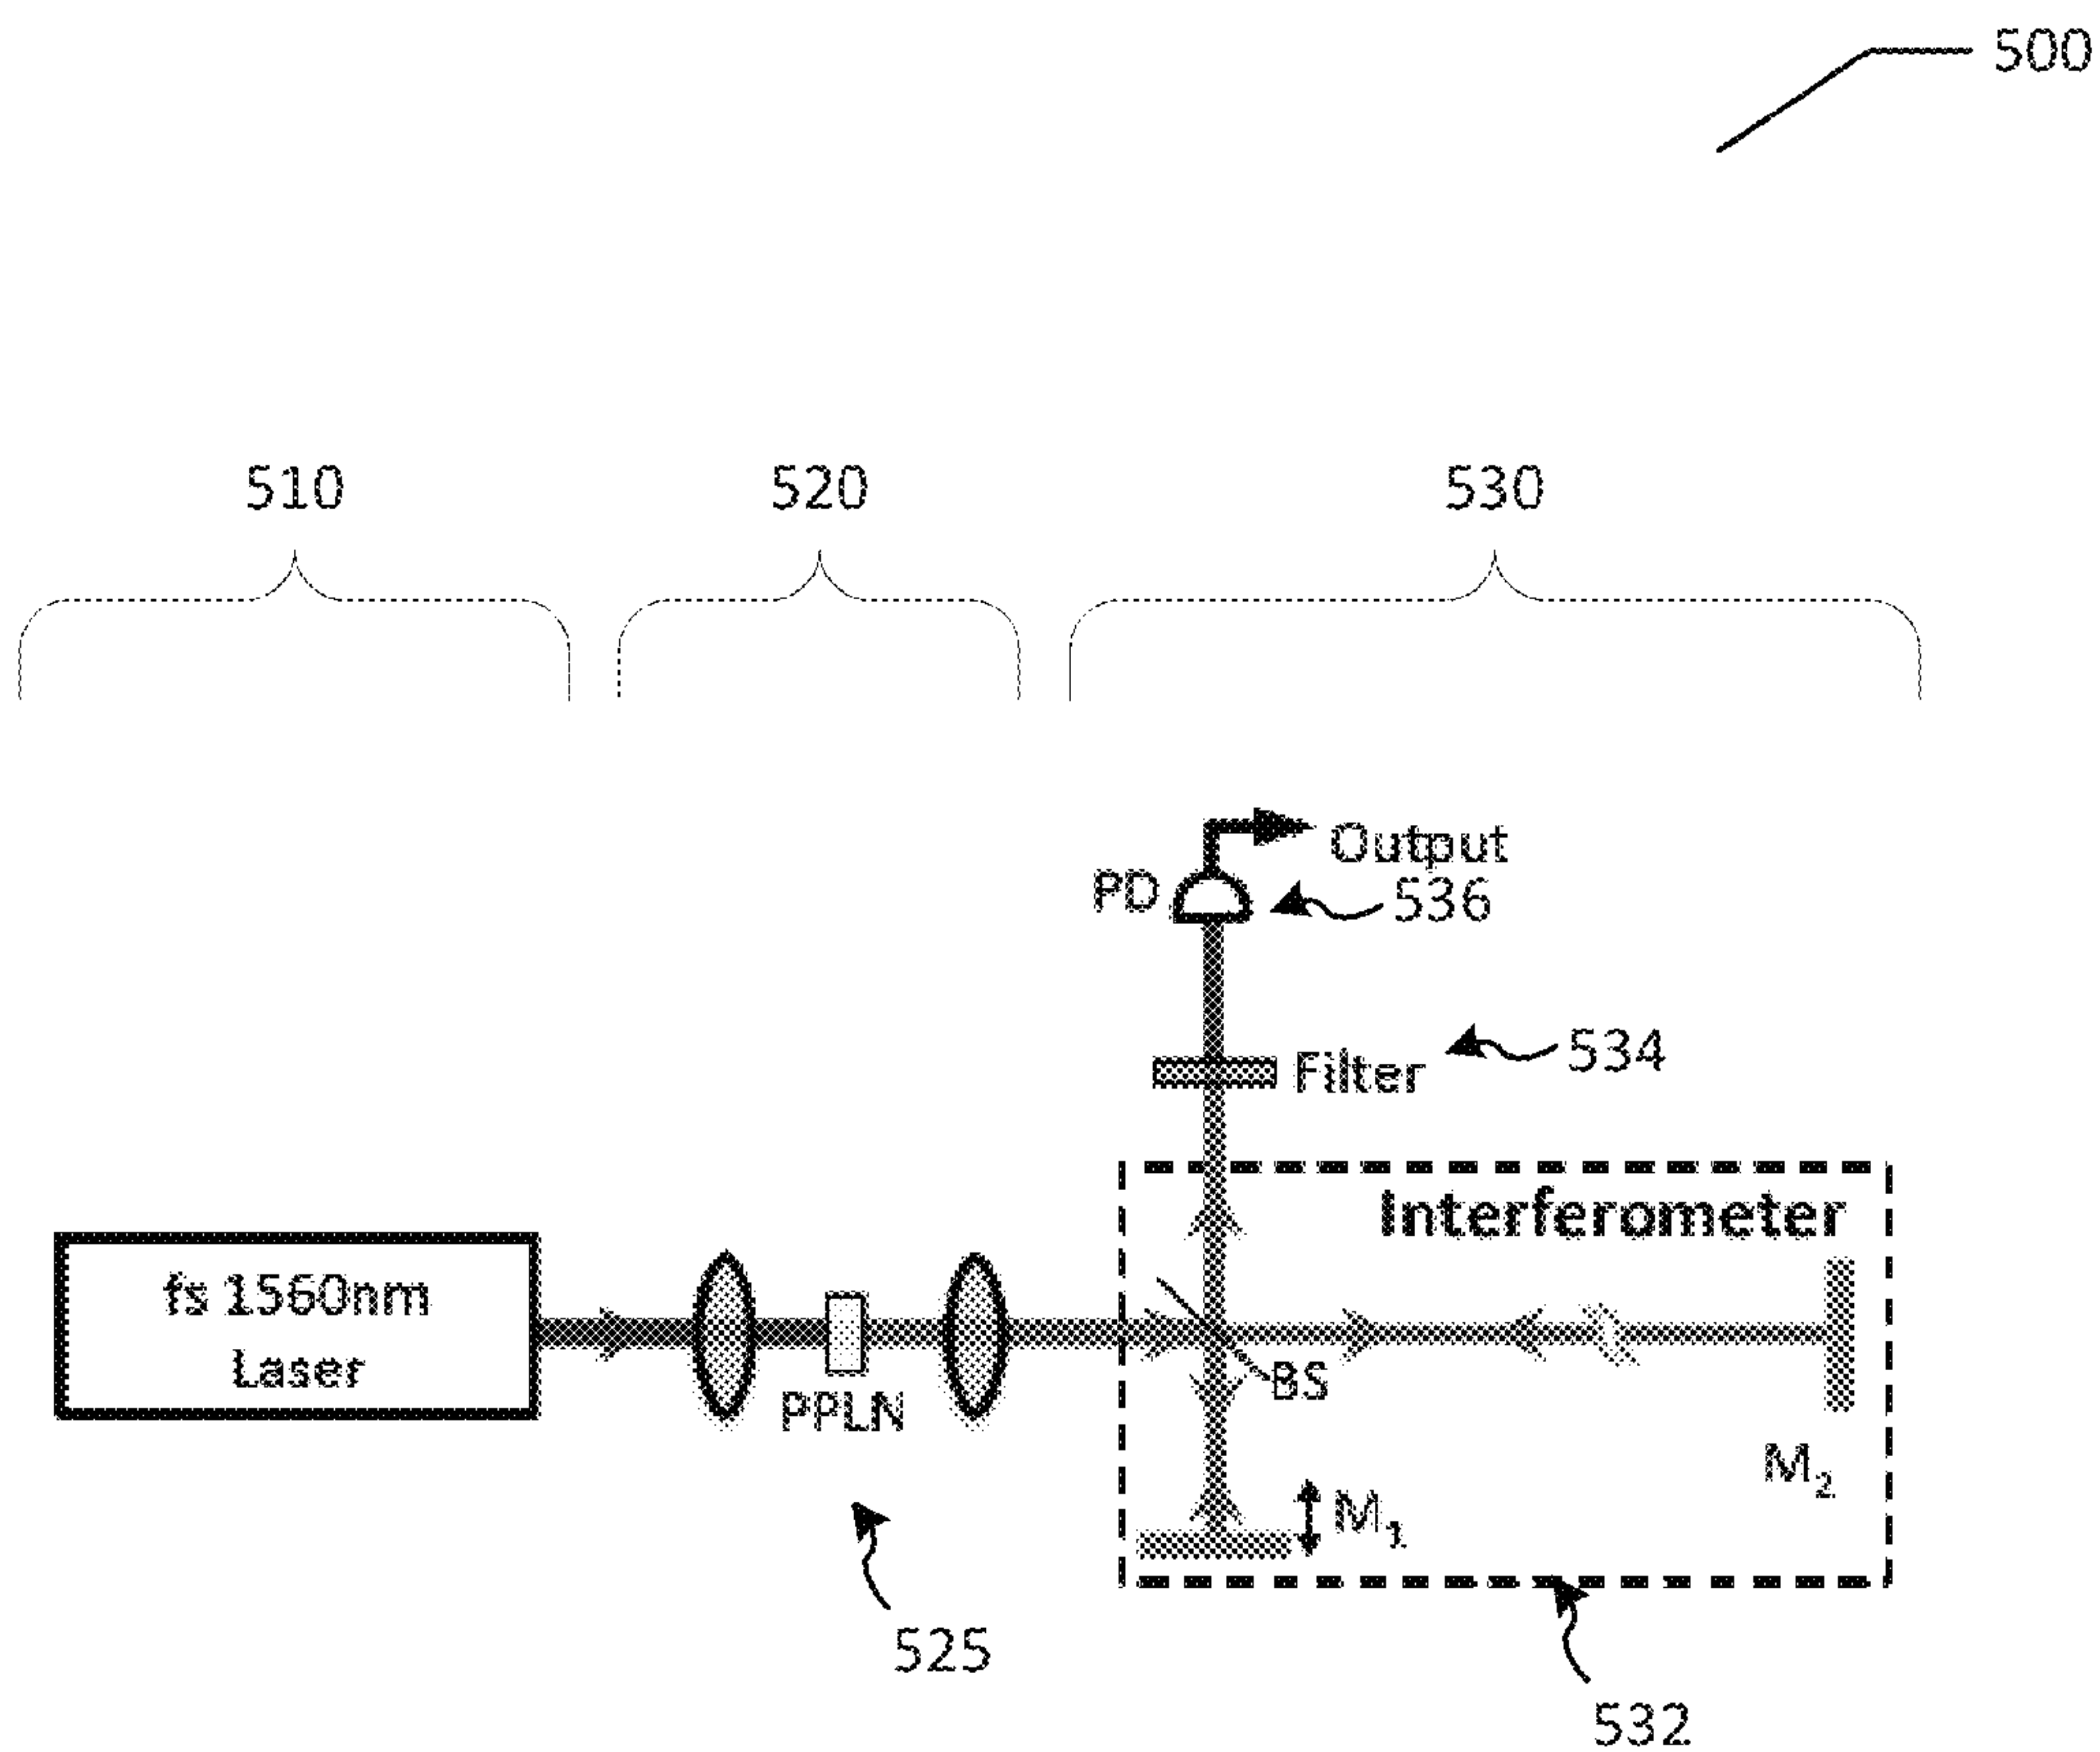 500
510
520
530
Output
PD
536
Filter
534
Interferometer
fs 1560nm
Laser
PPLN
BS
M₂
M₁
525
532